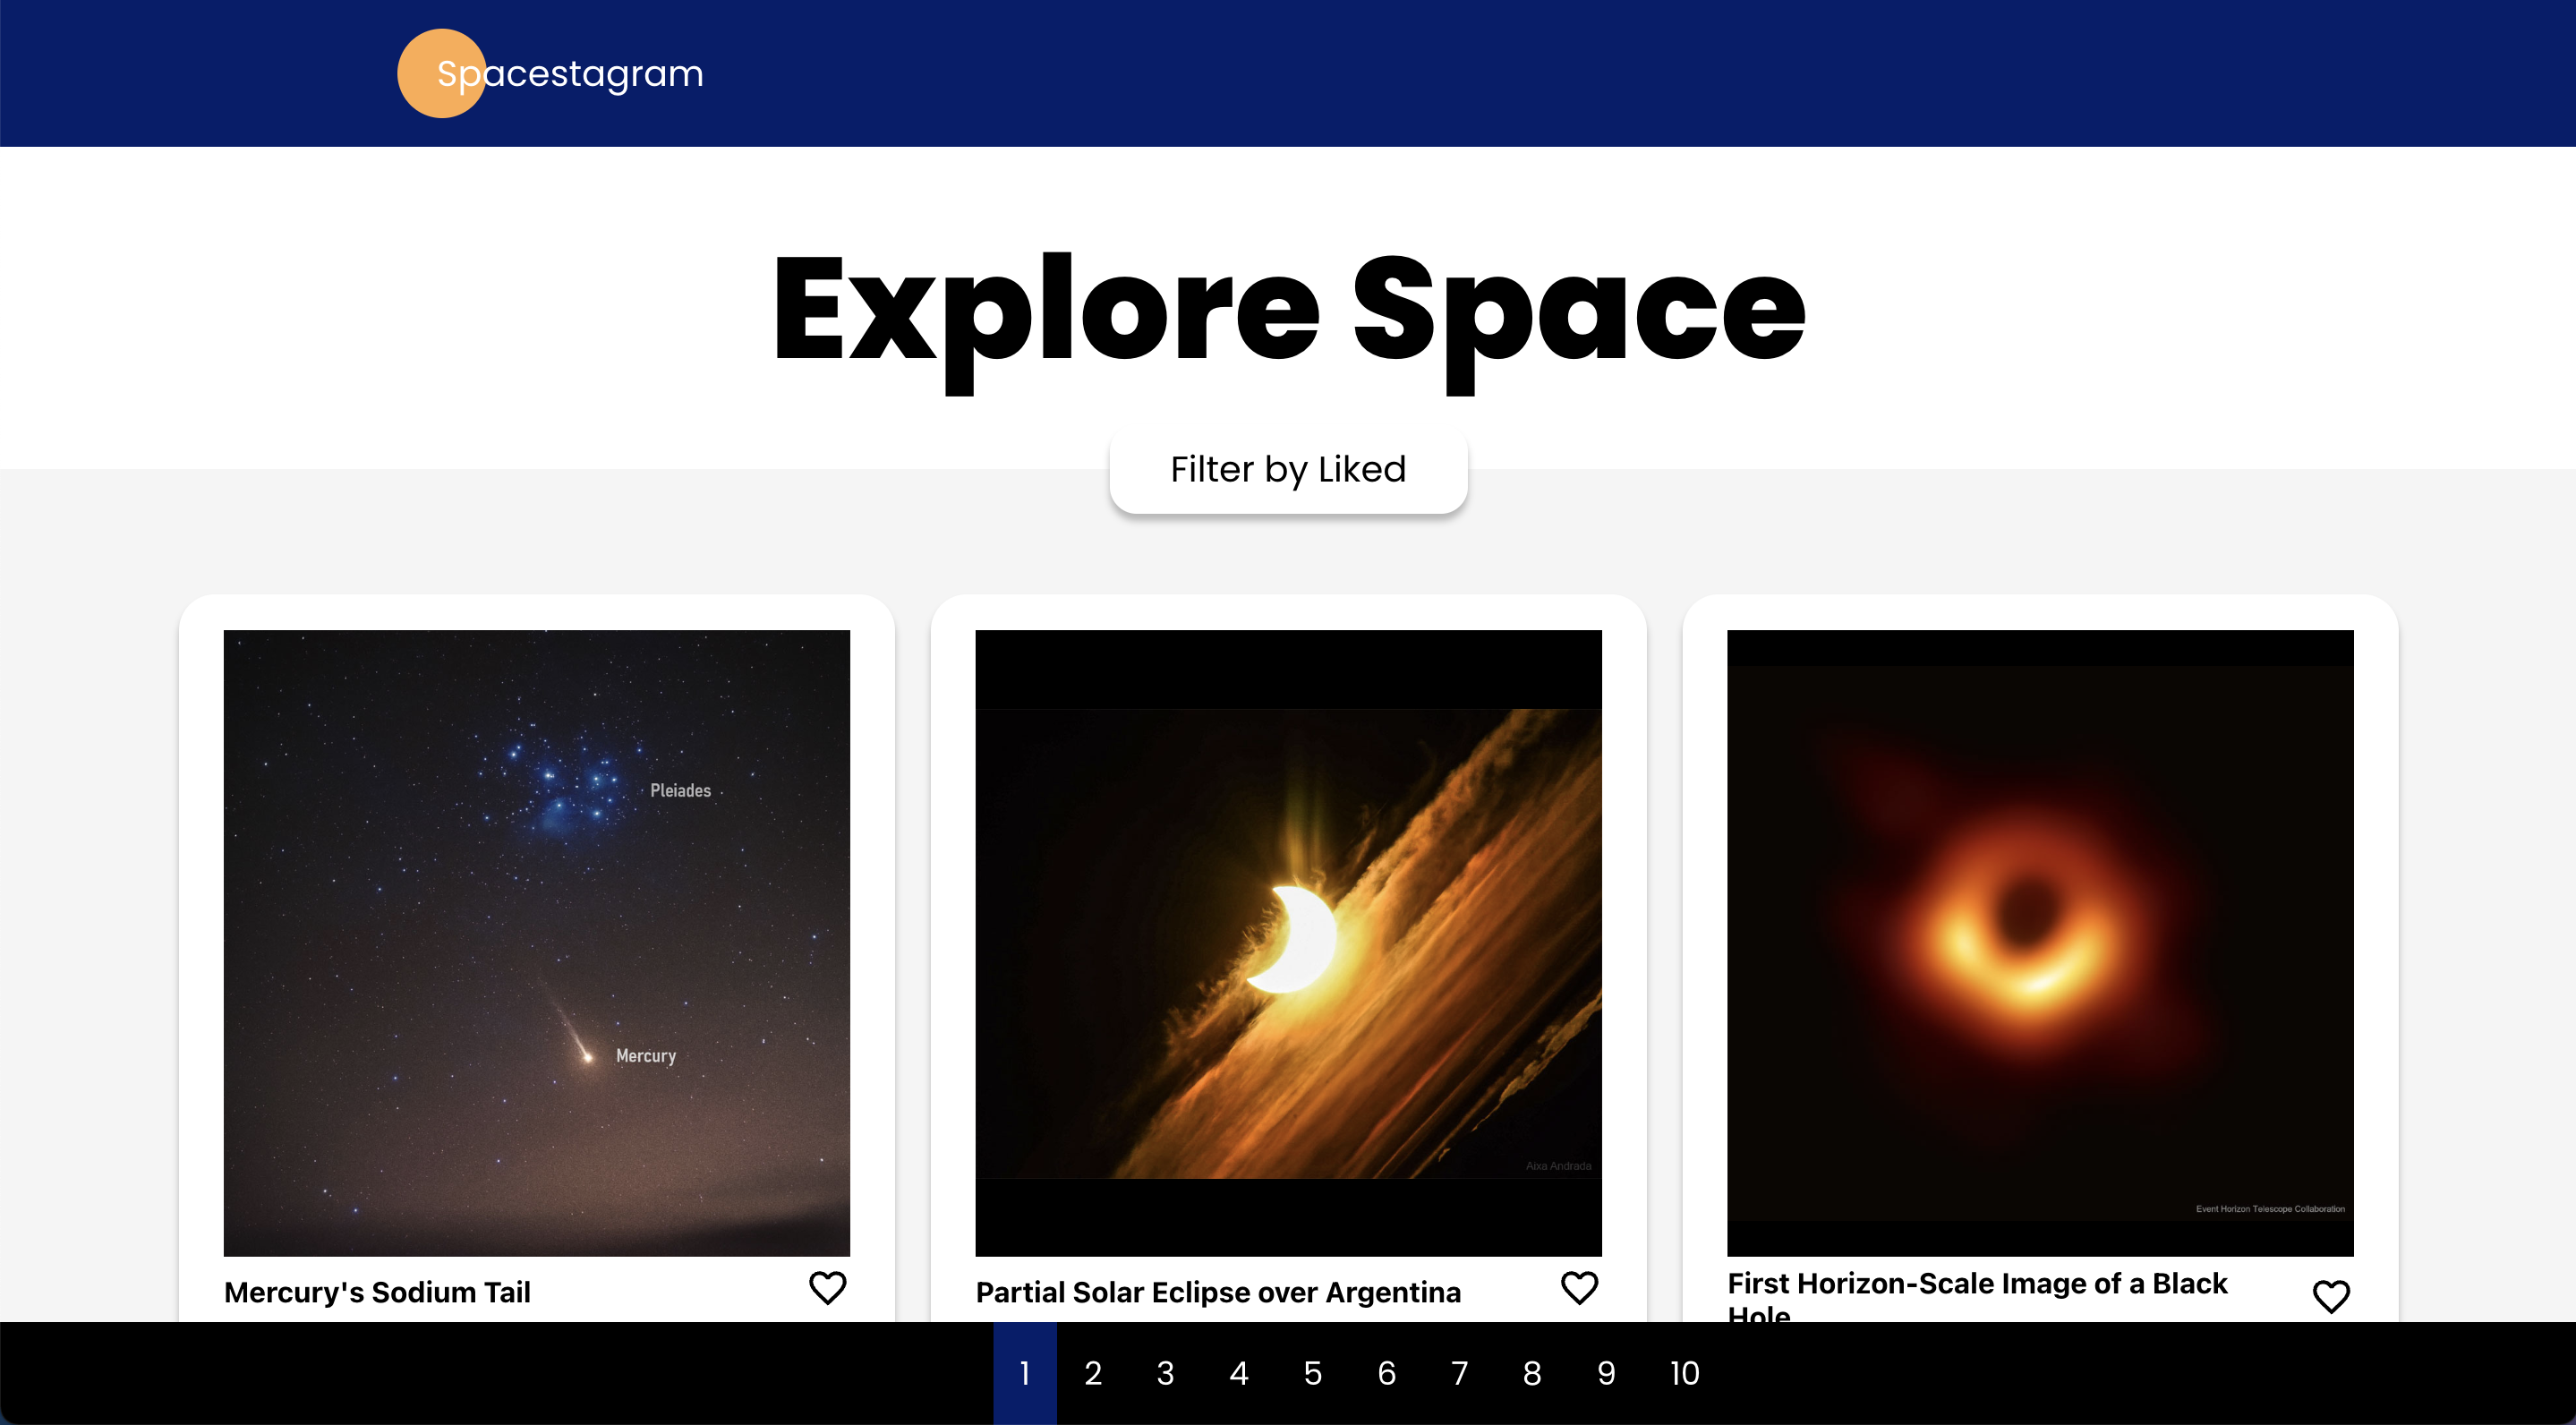 Spacestagram
Explore Space
Filter by Liked
Pleiades
Mercury
Aixa Andrada
Event Horizon Telescope Collaboration
Mercury's Sodium Tail
Partial Solar Eclipse over Argentina
First Horizon-Scale Image of a Black
Hole
1 2 3 4 5 6 7 8 9 10